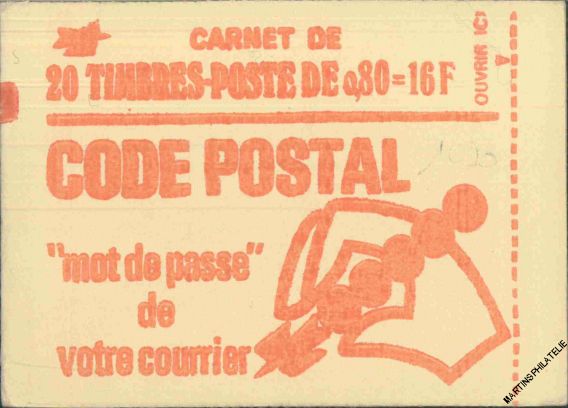 CARNET DE
20 TIMBRES-POSTE DE 0,80=16F
OUVRIR ICI
CODE POSTAL
"mot de passe"
de
votre courrier
MARTINS PHILATELIE